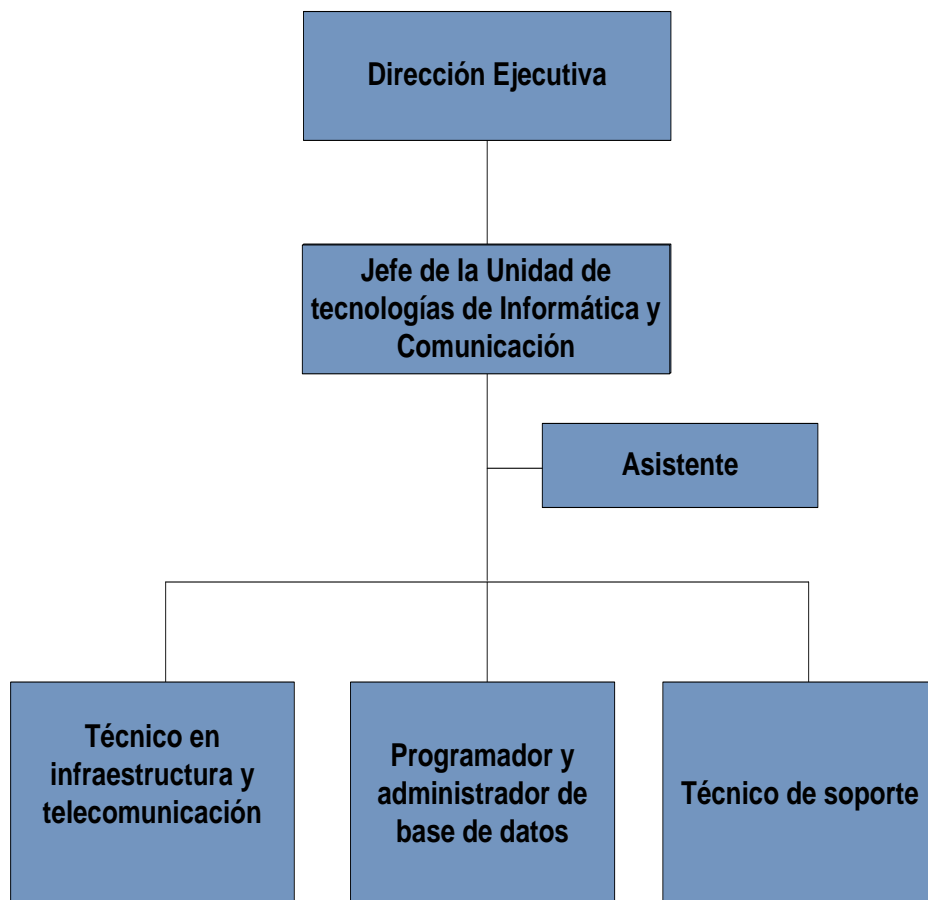 Dirección Ejecutiva
Jefe de la Unidad de
tecnologías de Informática y
Comunicación
Asistente
Técnico en
infraestructura y
telecomunicación
Programador y
administrador de
base de datos
Técnico de soporte